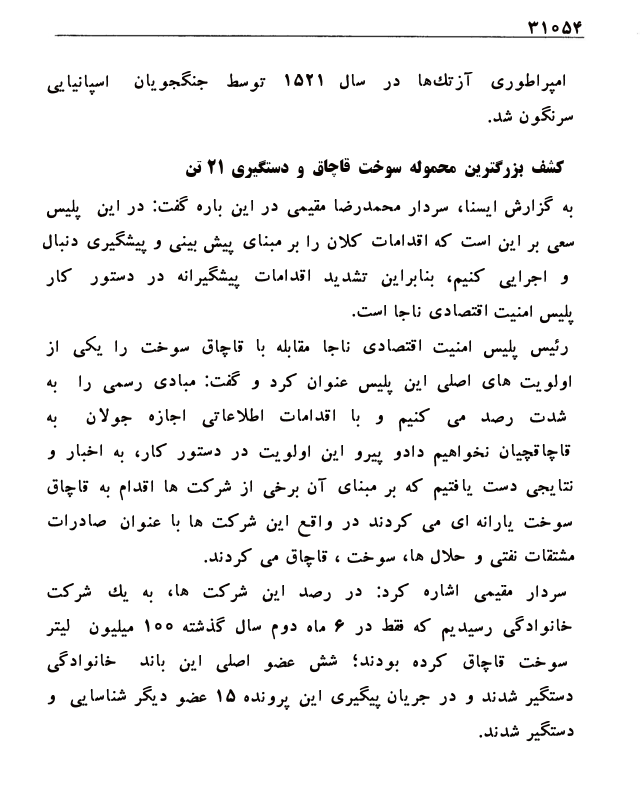 ۳۱۰۵۴
امپراطوری آزتك‌ها در سال ۱۵۲۱ توسط جنگجویان اسپانیایی
سرنگون شد.
کشف بزرگترین محموله سوخت قاچاق و دستگیری ۲۱ تن
به گزارش ایسنا، سردار محمدرضا مقیمی در این باره گفت: در این پلیس
سعی بر این است که اقدامات کلان را بر مبنای پیش بینی و پیشگیری دنبال
و اجرایی کنیم، بنابراین تشدید اقدامات پیشگیرانه در دستور کار
پلیس امنیت اقتصادی ناجا است.
رئیس پلیس امنیت اقتصادی ناجا مقابله با قاچاق سوخت را یکی از
اولویت های اصلی این پلیس عنوان کرد و گفت: مبادی رسمی را به
شدت رصد می کنیم و با اقدامات اطلاعاتی اجازه جولان به
قاچاقچیان نخواهیم دادو پیرو این اولویت در دستور کار، به اخبار و
نتایجی دست یافتیم که بر مبنای آن برخی از شرکت ها اقدام به قاچاق
سوخت یارانه ای می کردند در واقع این شرکت ها با عنوان صادرات
مشتقات نفتی و حلال ها، سوخت ، قاچاق می کردند.
سردار مقیمی اشاره کرد: در رصد این شرکت ها، به یك شرکت
خانوادگی رسیدیم که فقط در ۶ ماه دوم سال گذشته ۱۰۰ میلیون لیتر
سوخت قاچاق کرده بودند؛ شش عضو اصلی این باند خانوادگی
دستگیر شدند و در جریان پیگیری این پرونده ۱۵ عضو دیگر شناسایی و
دستگیر شدند.